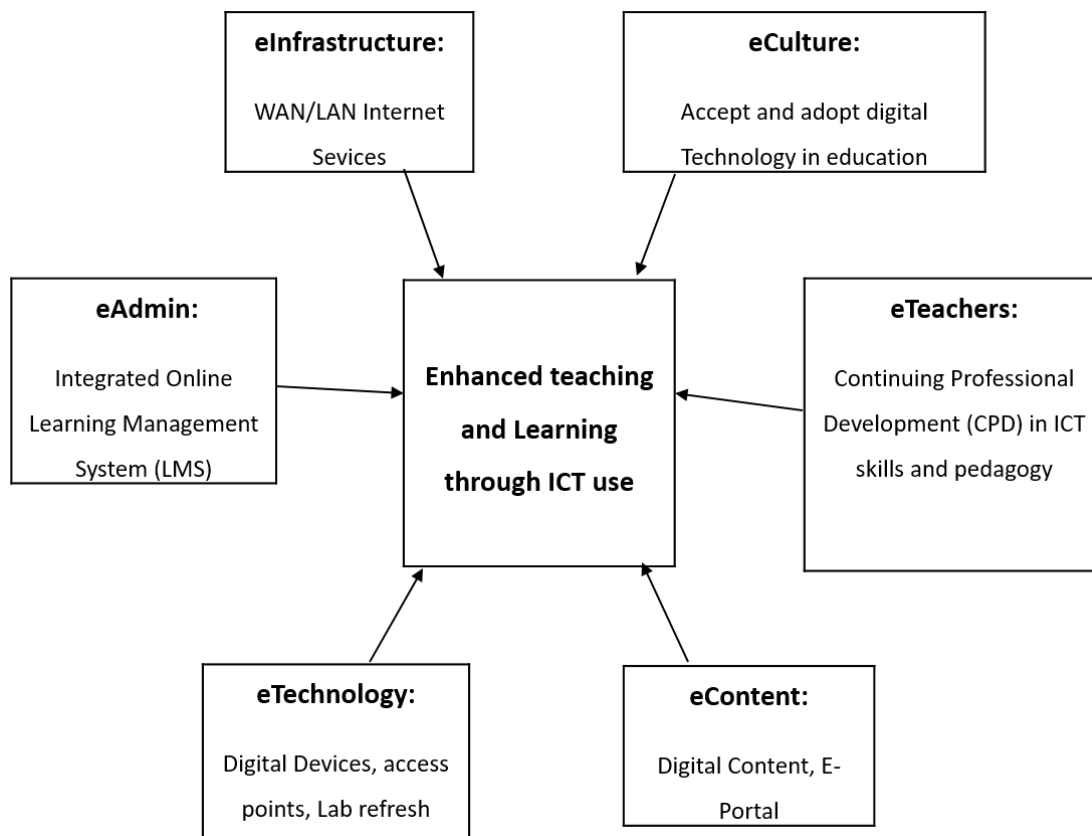 eInfrastructure:
WAN/LAN Internet
Sevices
eCulture:
Accept and adopt digital
Technology in education
eAdmin:
Integrated Online
Learning Management
System (LMS)
Enhanced teaching
and Learning
through ICT use
eTeachers:
Continuing Professional
Development (CPD) in ICT
skills and pedagogy
eTechnology:
Digital Devices, access
points, Lab refresh
eContent:
Digital Content, E-
Portal